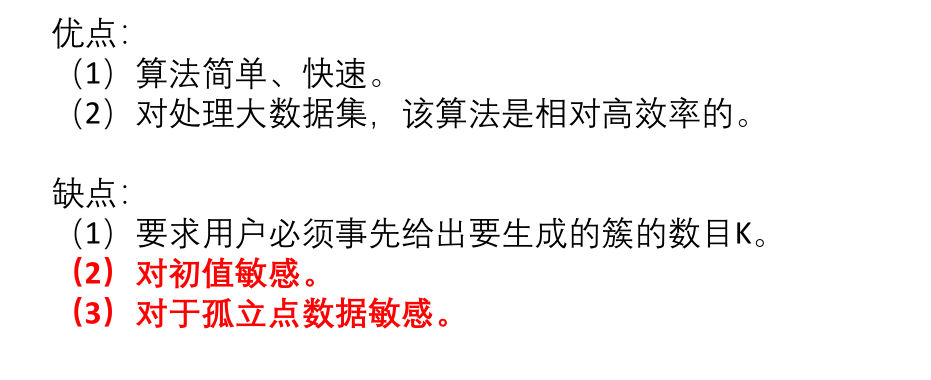 优点：
（1）算法简单、快速。
（2）对处理大数据集，该算法是相对高效率的。
缺点：
（1）要求用户必须事先给出要生成的簇的数目K。
（2）对初值敏感。
（3）对于孤立点数据敏感。